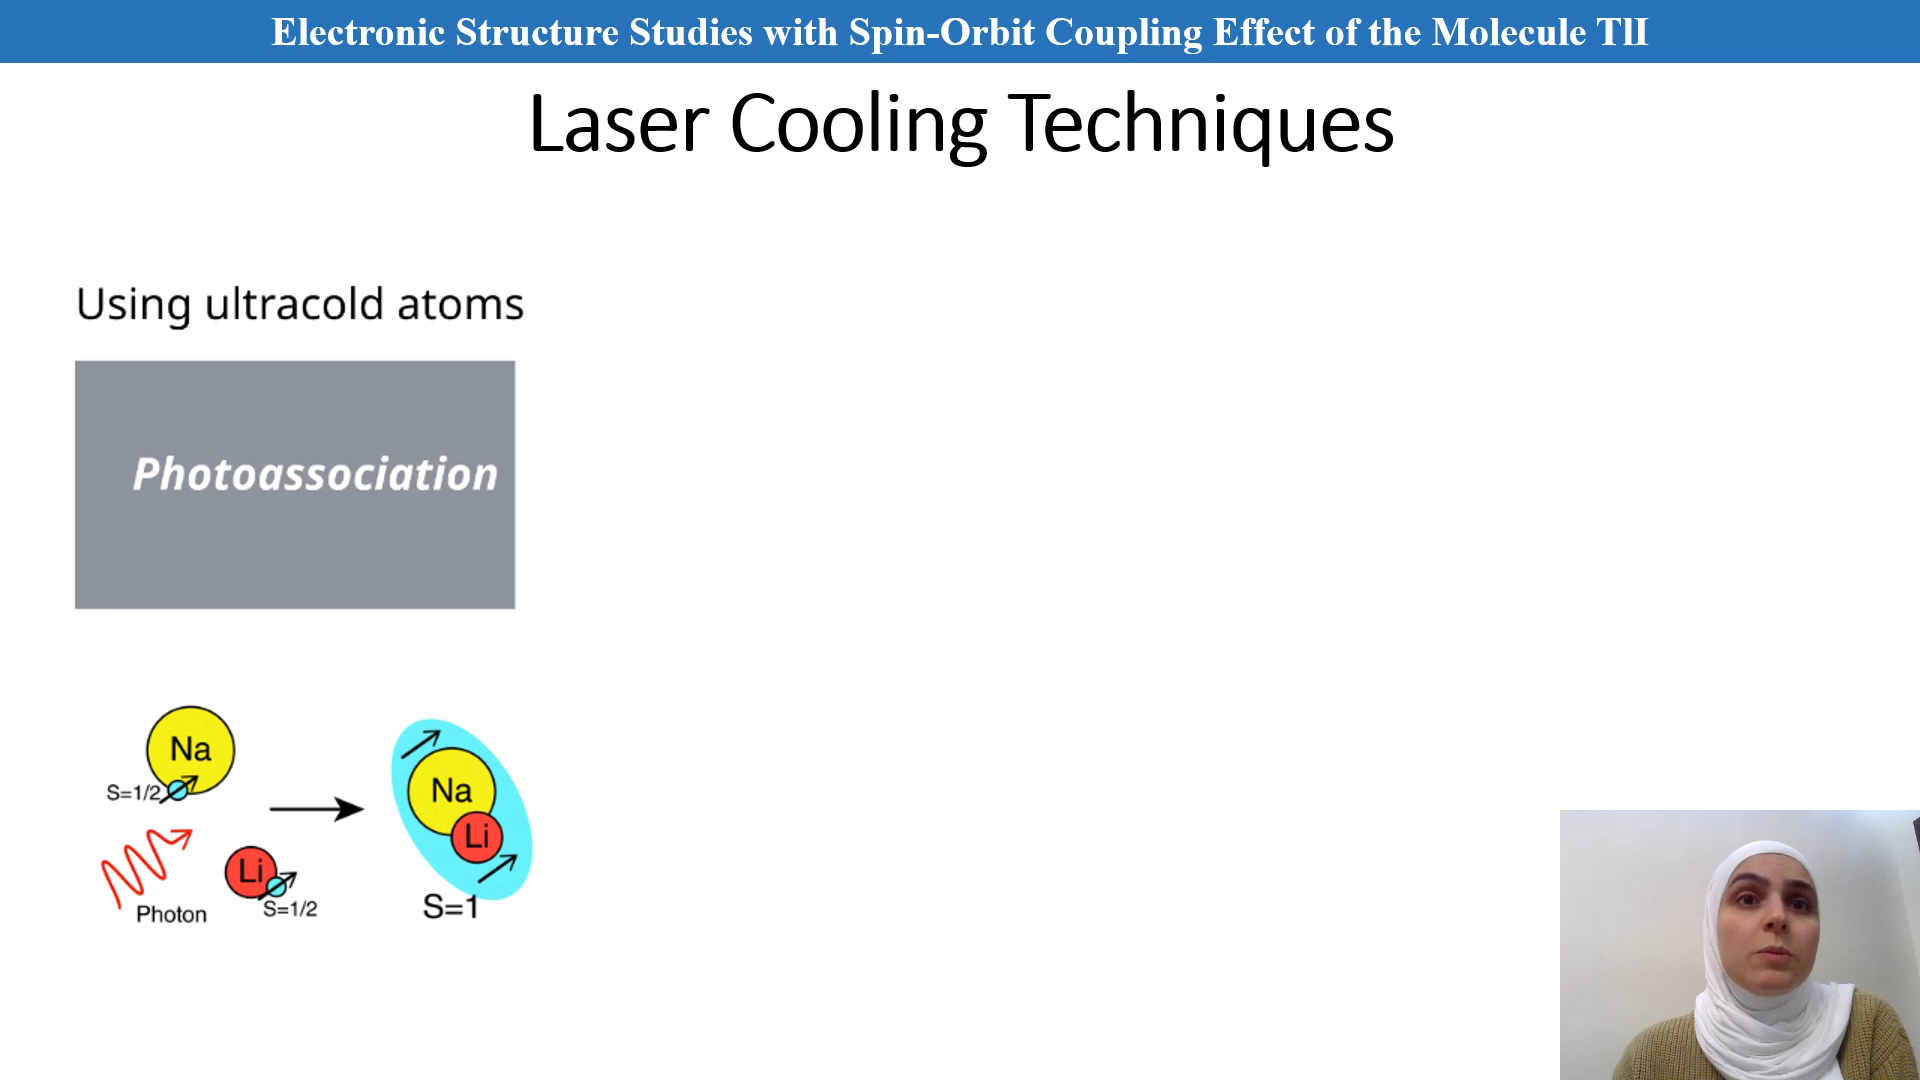 Electronic Structure Studies with Spin-Orbit Coupling Effect of the Molecule TlI
Laser Cooling Techniques
Using ultracold atoms
Photoassociation
Na
S=1/2
Li
S=1/2
Photon
Na
Li
S=1